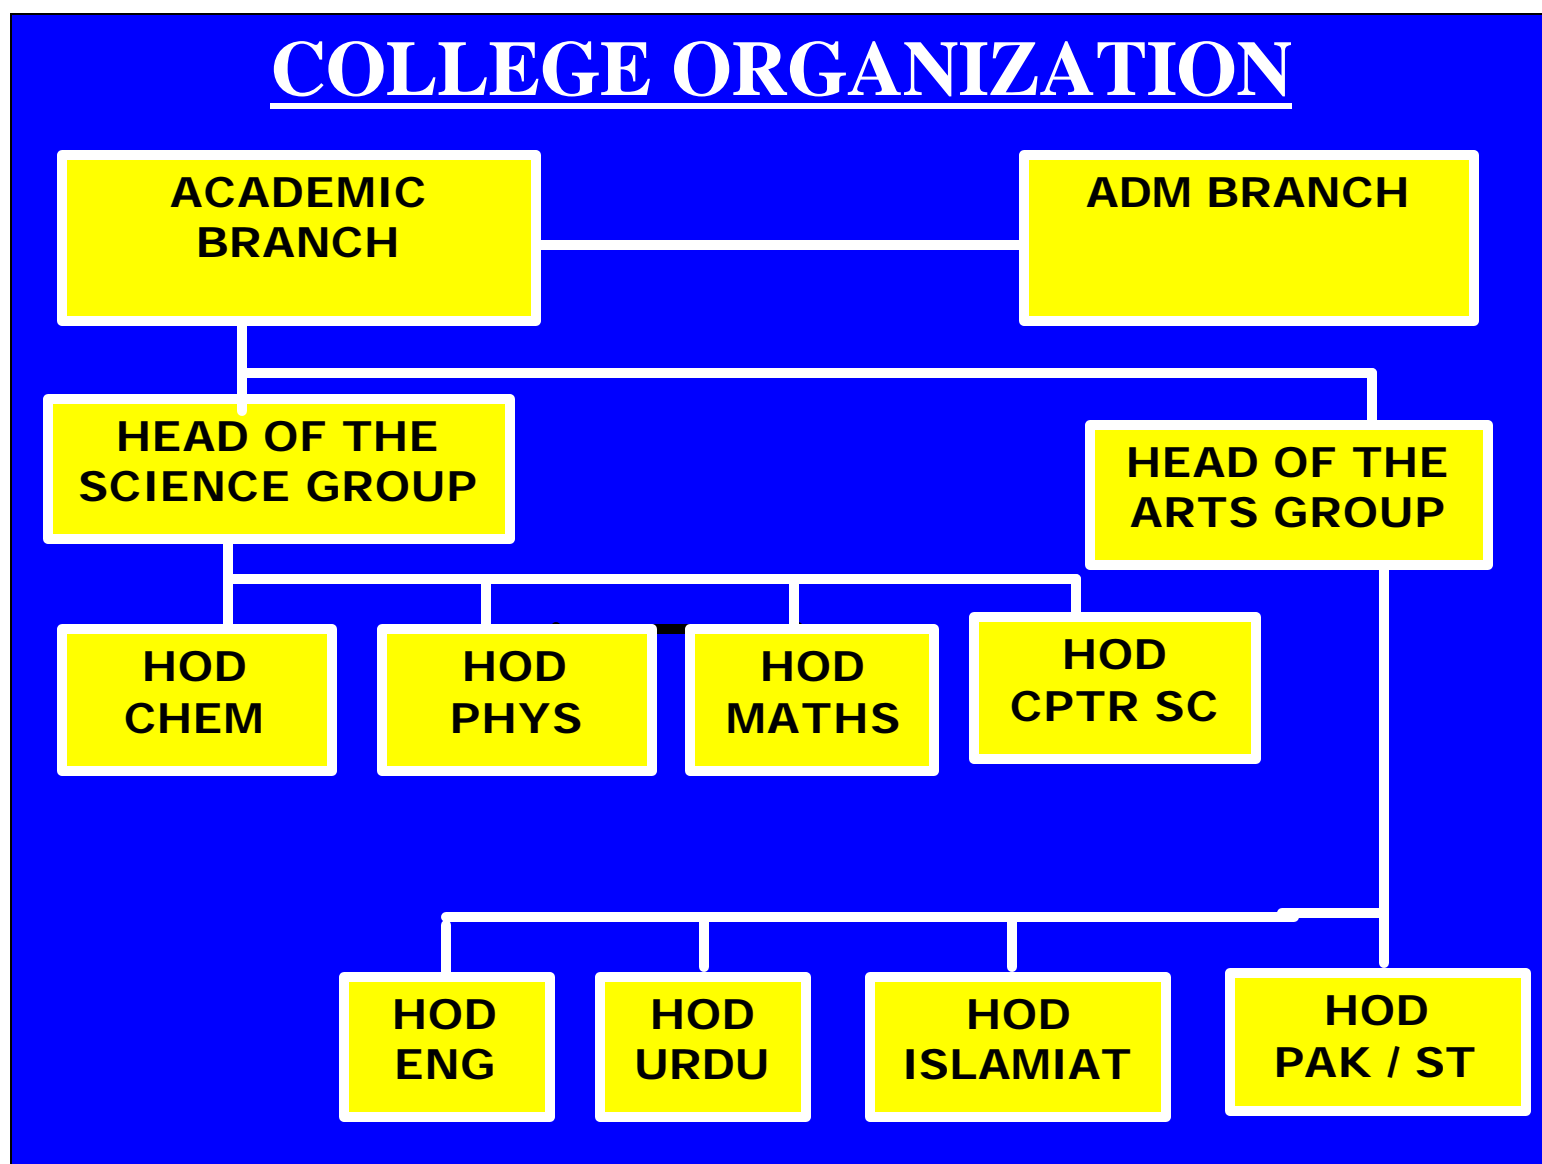 COLLEGE ORGANIZATION
ACADEMIC
BRANCH
ADM BRANCH
HEAD OF THE
SCIENCE GROUP
HEAD OF THE
ARTS GROUP
HOD
CHEM
HOD
PHYS
HOD
MATHS
HOD
CPTR SC
HOD
ENG
HOD
URDU
HOD
ISLAMIAT
HOD
PAK / ST